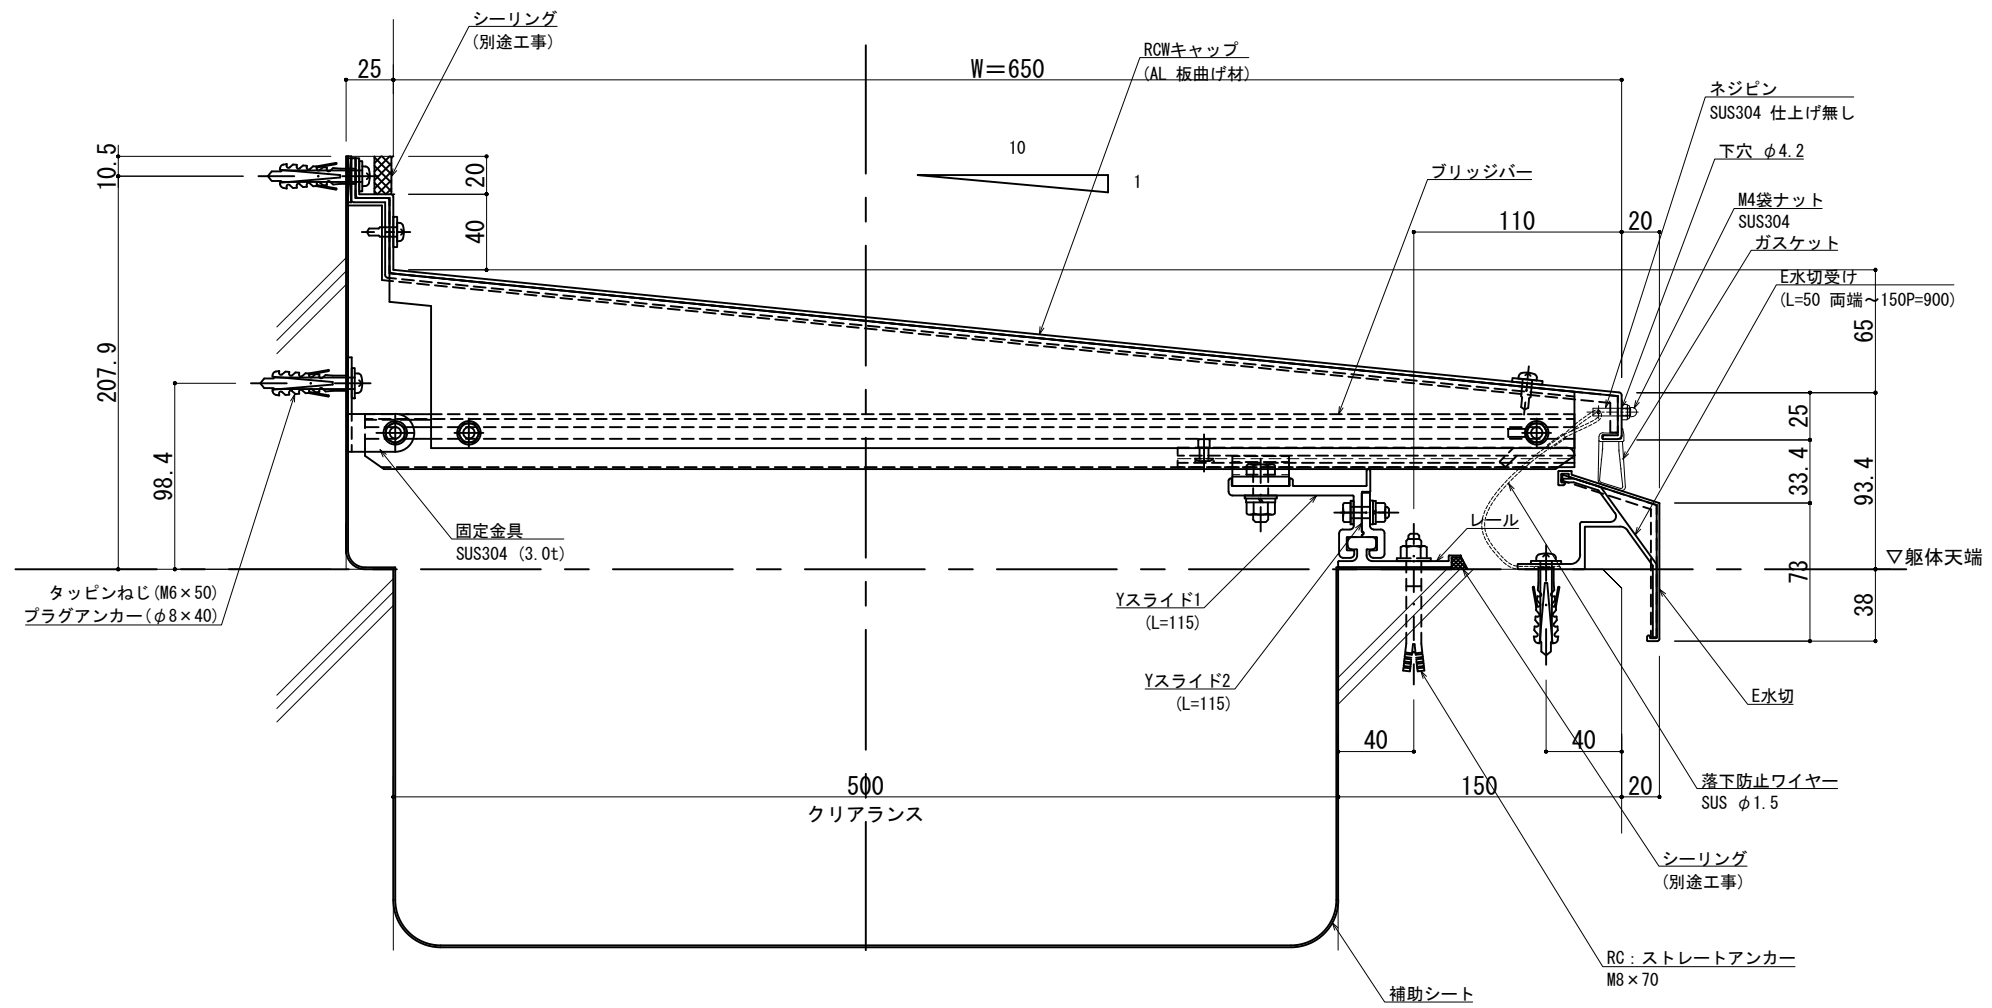 シーリング
(別途工事)
25
W=650
RCWキャップ
(AL 板曲げ材)
ネジピン
SUS304 仕上げ無し
10
1
下穴 φ4.2
10.5
20
ブリッジバー
M4袋ナット
SUS304
40
110
20
ガスケット
E水切受け
(L=50 両端~150P=900)
65
207.9
25
98.4
33.4
93.4
固定金具
SUS304 (3.0t)
レール
▽躯体天端
73
38
タッピンねじ(M6×50)
プラグアンカー(φ8×40)
Yスライド1
(L=115)
Yスライド2
(L=115)
E水切
40
40
500
クリアランス
150
20
落下防止ワイヤー
SUS φ1.5
シーリング
(別途工事)
RC:ストレートアンカー
M8×70
補助シート